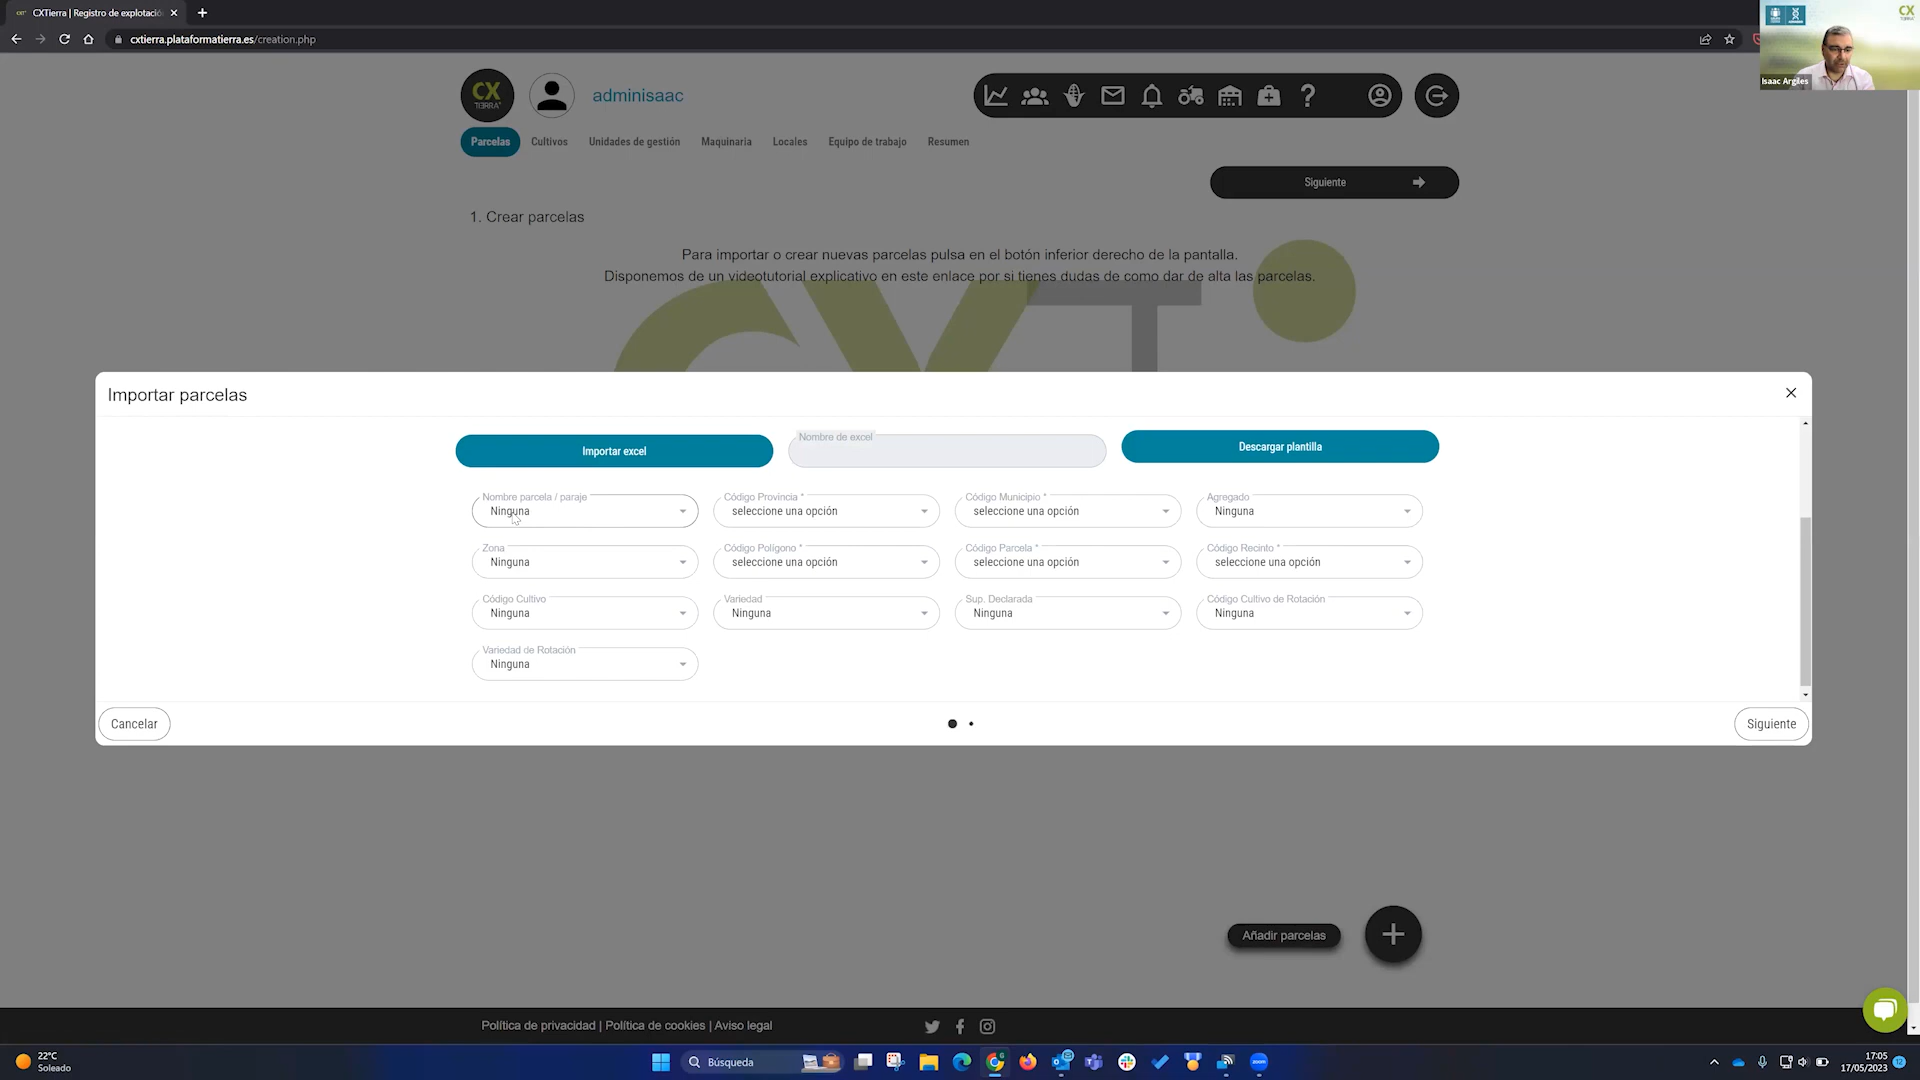 CXTierra | Registro de explotació
cxtierra.plataformatierra.es/creation.php
CX
Isaac Argiles
CX
TIERRA
adminisaac
Parcelas
Cultivos
Unidades de gestión
Maquinaria
Locales
Equipo de trabajo
Resumen
Siguiente
1. Crear parcelas
Para importar o crear nuevas parcelas pulsa en el botón inferior derecho de la pantalla.
Disponemos de un videotutorial explicativo en este enlace por si tienes dudas de como dar de alta las parcelas.
CXT
Importar parcelas
Importar excel
Nombre de excel
Descargar plantilla
Nombre parcela / paraje
Ninguna
Código Provincia *
seleccione una opción
Código Municipio *
seleccione una opción
Agregado
Ninguna
Zona
Ninguna
Código Polígono *
seleccione una opción
Código Parcela *
seleccione una opción
Código Recinto *
seleccione una opción
Código Cultivo
Ninguna
Variedad
Ninguna
Sup. Declarada
Ninguna
Código Cultivo de Rotación
Ninguna
Variedad de Rotación
Ninguna
Cancelar
Siguiente
Añadir parcelas
Política de privacidad | Política de cookies | Aviso legal
22°C
Soleado
Búsqueda
17:05
17/05/2023